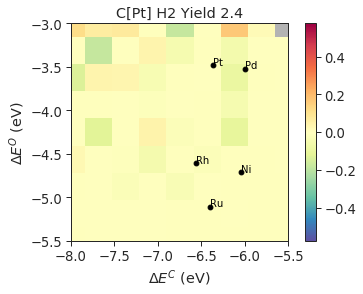 C[Pt] H2 Yield 2.4
−3.0
−3.5
−4.0
−4.5
−5.0
−5.5
ΔE^O (eV)
Pt
Pd
Rh
Ni
Ru
−8.0 −7.5 −7.0 −6.5 −6.0 −5.5
ΔE^C (eV)
0.4
0.2
0.0
−0.2
−0.4